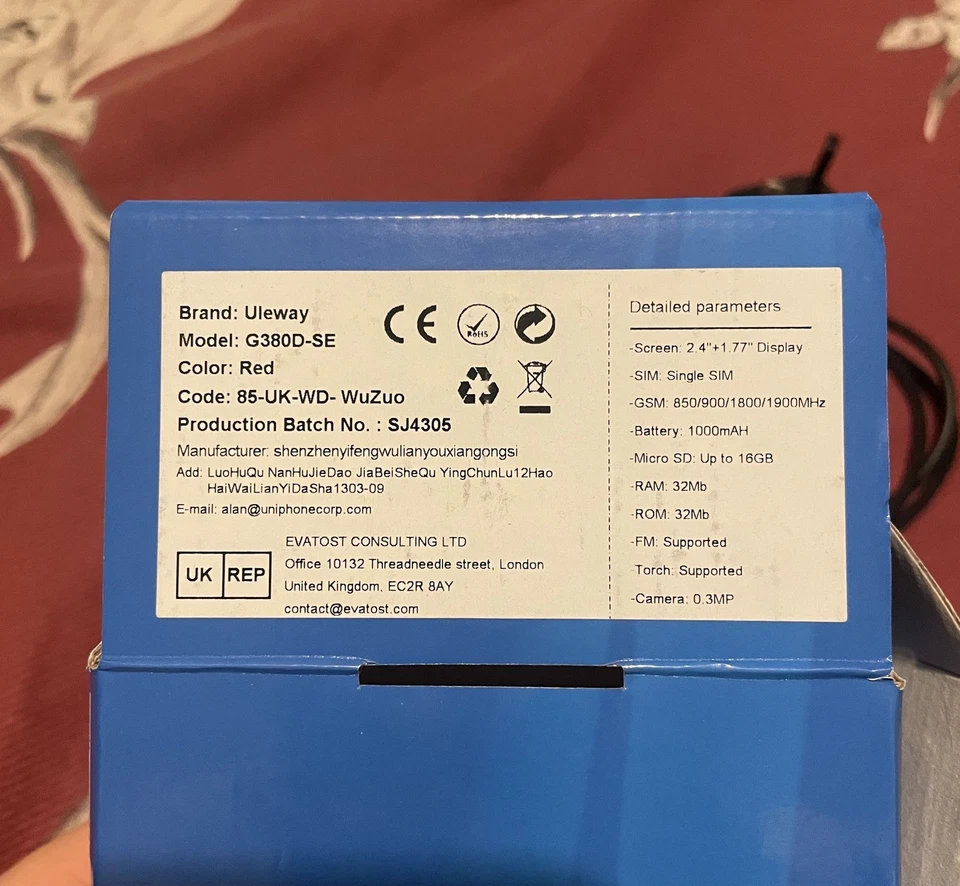 Brand: Uleway
Model: G380D-SE
Color: Red
Code: 85-UK-WD- WuZuo
Production Batch No. : SJ4305
Manufacturer: shenzhenyifengwulianyouxiangongsi
Add: LuoHuQu NanHuJieDao JiaBeiSheQu YingChunLu12Hao
HaiWaiLianYiDaSha1303-09
E-mail: alan@uniphonecorp.com
CE
RoHS
UK REP
EVATOST CONSULTING LTD
Office 10132 Threadneedle street, London
United Kingdom, EC2R 8AY
contact@evatost.com
Detailed parameters
-Screen: 2.4"+1.77" Display
-SIM: Single SIM
-GSM: 850/900/1800/1900MHz
-Battery: 1000mAH
-Micro SD: Up to 16GB
-RAM: 32Mb
-ROM: 32Mb
-FM: Supported
-Torch: Supported
-Camera: 0.3MP